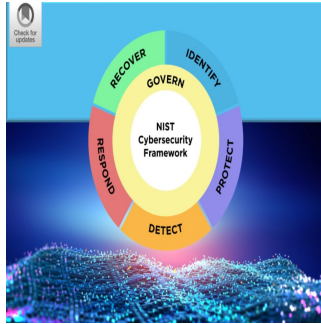 Check for
updates
RECOVER
IDENTIFY
GOVERN
NIST
Cybersecurity
Framework
RESPOND
PROTECT
DETECT